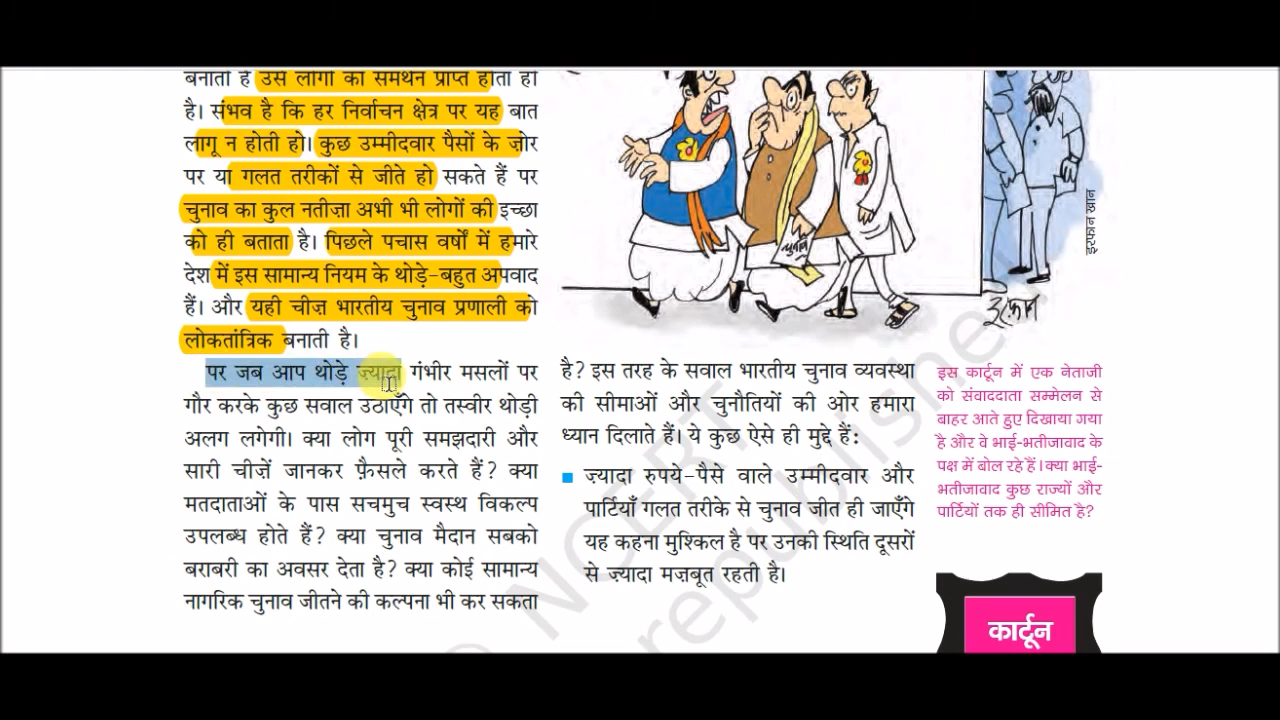 बनाती है उस लोगों का समर्थन प्राप्त होता ही
है। संभव है कि हर निर्वाचन क्षेत्र पर यह बात
लागू न होती हो। कुछ उम्मीदवार पैसों के ज़ोर
पर या गलत तरीकों से जीते हो सकते हैं पर
चुनाव का कुल नतीज़ा अभी भी लोगों की इच्छा
को ही बताता है। पिछले पचास वर्षों में हमारे
देश में इस सामान्य नियम के थोड़े-बहुत अपवाद
हैं। और यही चीज़ भारतीय चुनाव प्रणाली को
लोकतांत्रिक बनाती है।
पर जब आप थोड़े ज़्यादा गंभीर मसलों पर
गौर करके कुछ सवाल उठाएँगे तो तस्वीर थोड़ी
अलग लगेगी। क्या लोग पूरी समझदारी और
सारी चीज़ें जानकर फ़ैसले करते हैं? क्या
मतदाताओं के पास सचमुच स्वस्थ विकल्प
उपलब्ध होते हैं? क्या चुनाव मैदान सबको
बराबरी का अवसर देता है? क्या कोई सामान्य
नागरिक चुनाव जीतने की कल्पना भी कर सकता
है? इस तरह के सवाल भारतीय चुनाव व्यवस्था
की सीमाओं और चुनौतियों की ओर हमारा
ध्यान दिलाते हैं। ये कुछ ऐसे ही मुद्दे हैं:
ज़्यादा रुपये-पैसे वाले उम्मीदवार और
पार्टियाँ गलत तरीके से चुनाव जीत ही जाएँगे
यह कहना मुश्किल है पर उनकी स्थिति दूसरों
से ज़्यादा मजबूत रहती है।
चुनाव
इरफ़ान
इरफान खान
इस कार्टून में एक नेताजी
को संवाददाता सम्मेलन से
बाहर आते हुए दिखाया गया
है और वे भाई-भतीजावाद के
पक्ष में बोल रहे हैं। क्या भाई-
भतीजावाद कुछ राज्यों और
पार्टियों तक ही सीमित है?
कार्टून
© NCERT
republishe